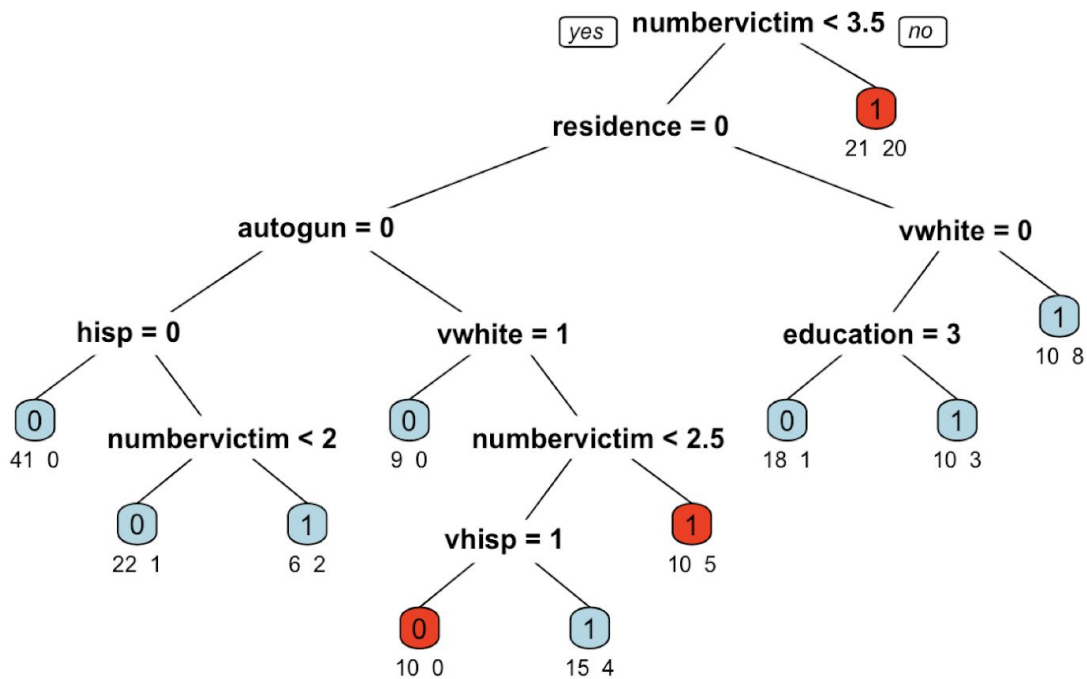 yes numbervictim < 3.5 no
1
residence = 0
21 20
autogun = 0
vwhite = 0
hisp = 0
vwhite = 1
education = 3
1
10 8
0
0
0
1
41 0
numbervictim < 2
9 0
numbervictim < 2.5
18 1
10 3
0
1
1
22 1
6 2
vhisp = 1
10 5
0
1
10 0
15 4